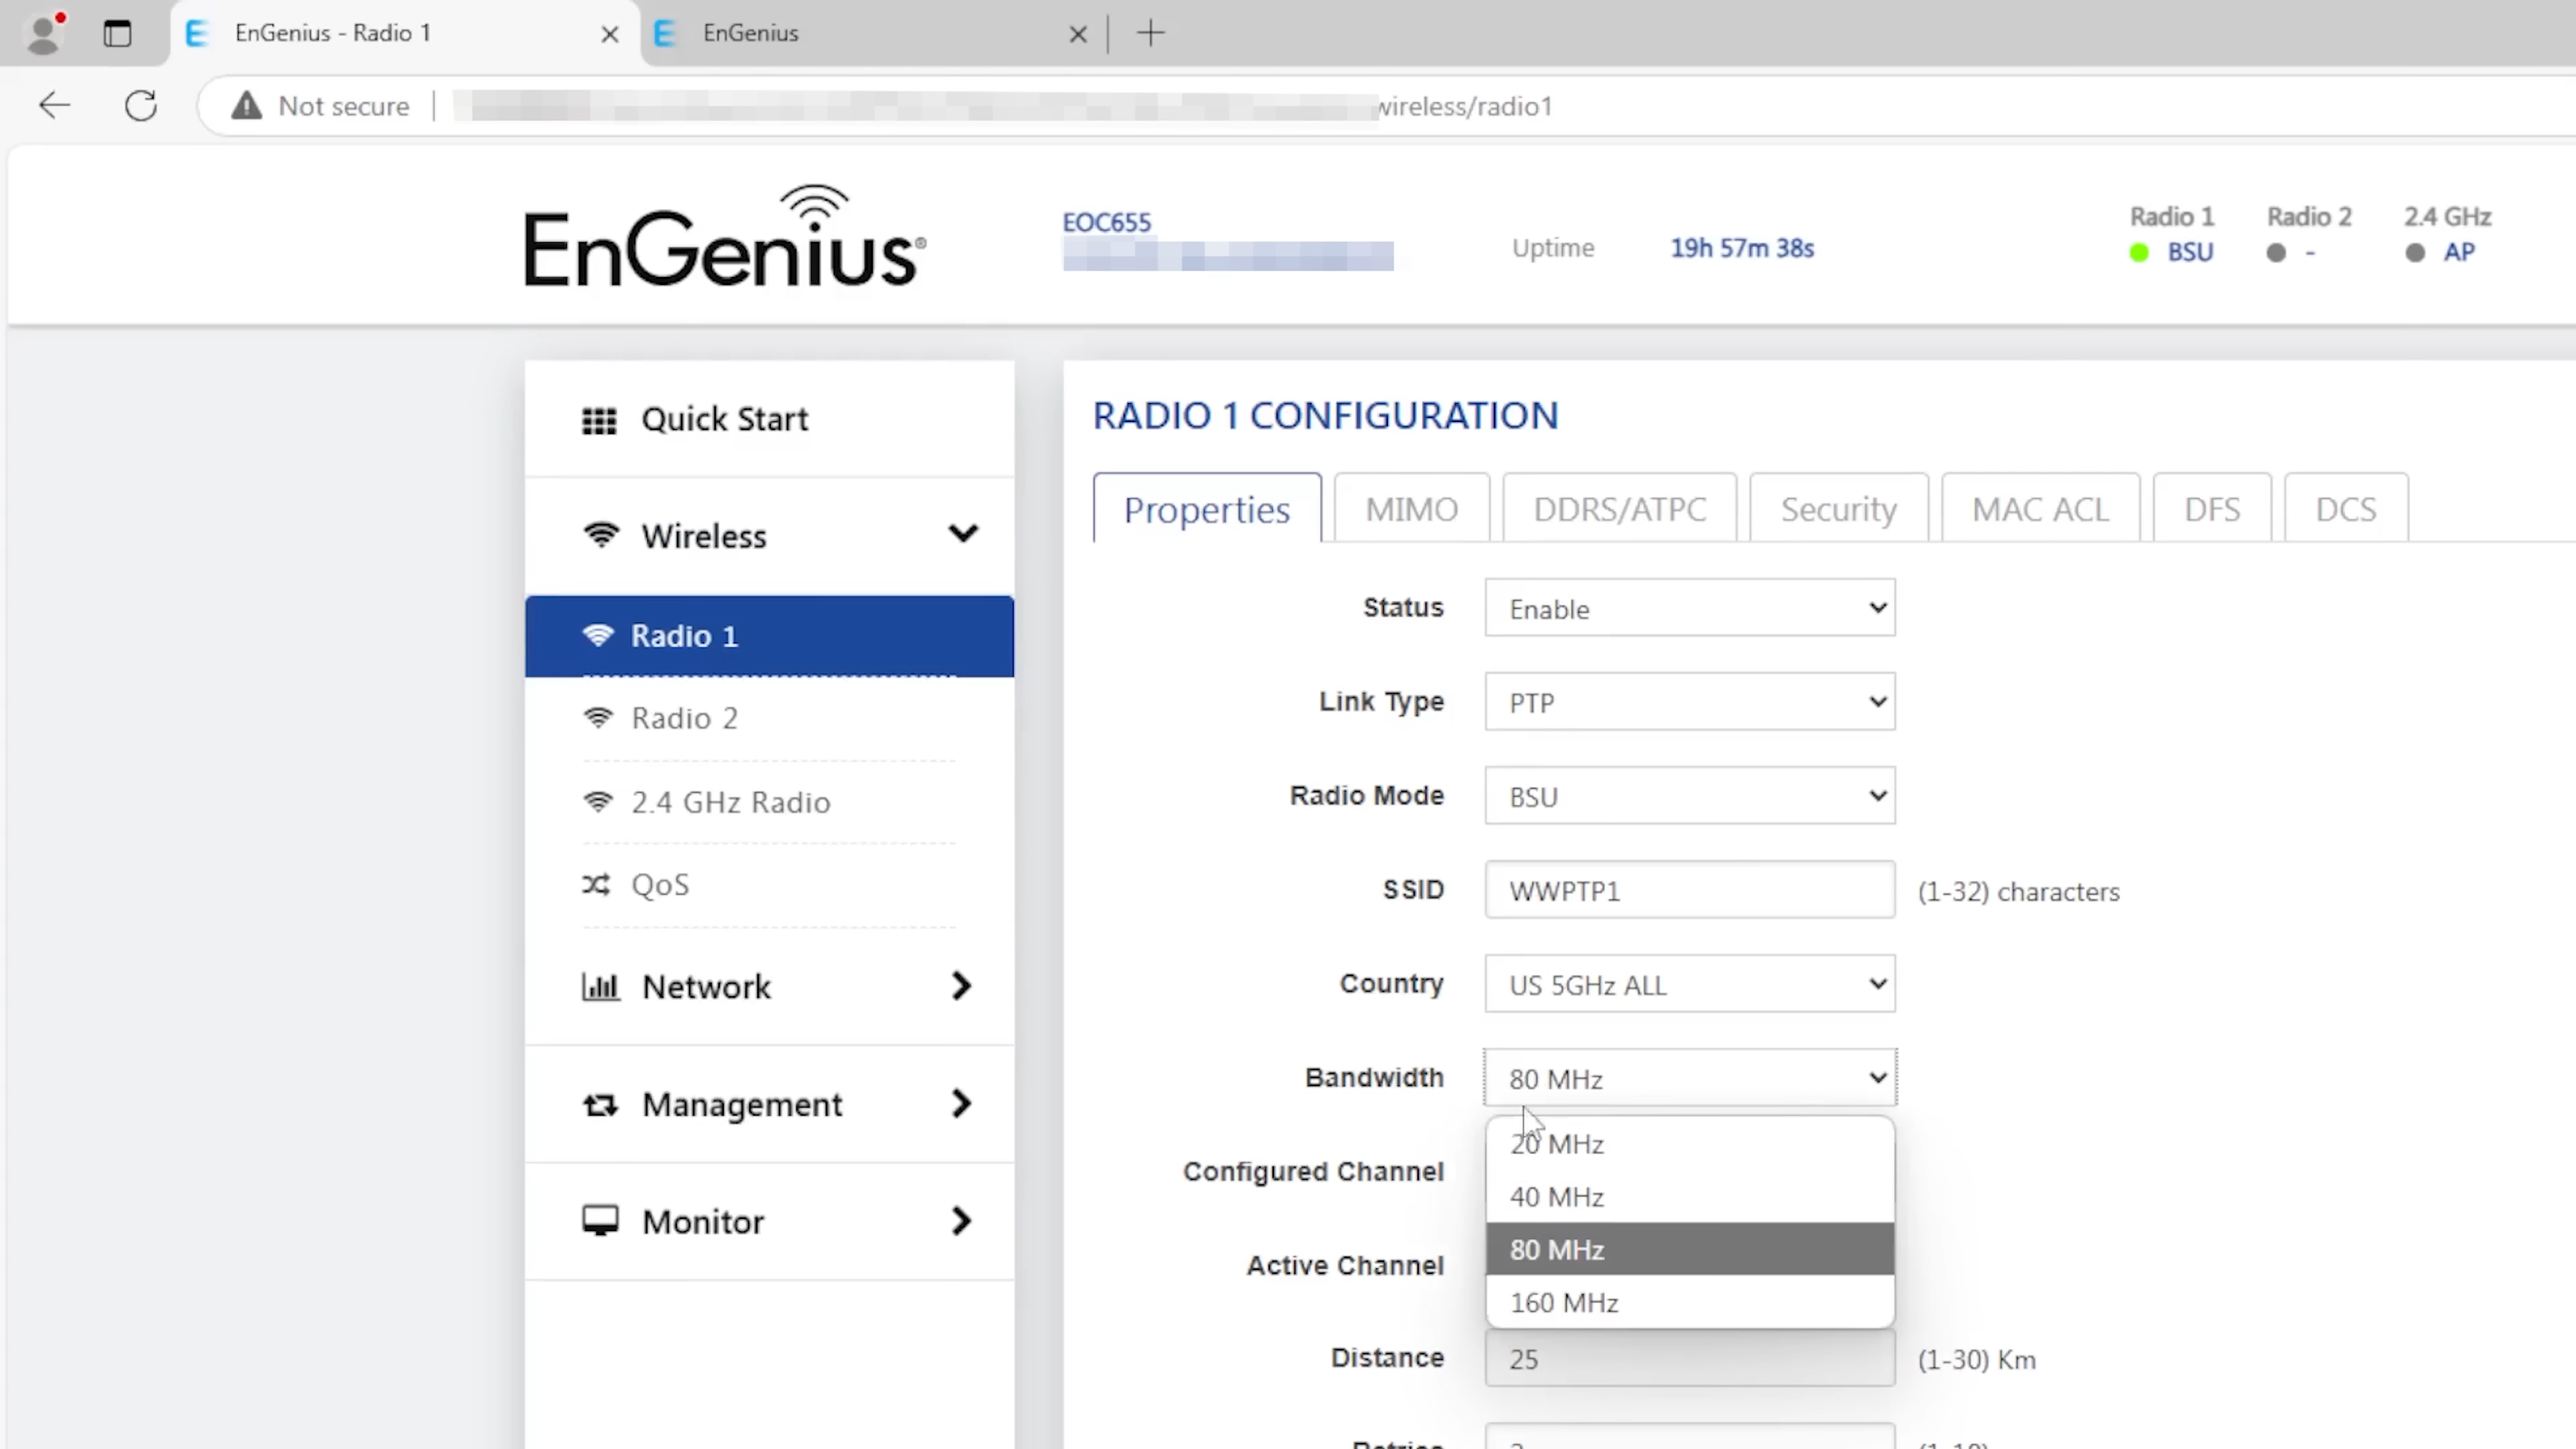 EnGenius - Radio 1
EnGenius
Not secure
wireless/radio1
EnGenius®
EOC655
Uptime 19h 57m 38s
Radio 1 Radio 2 2.4 GHz
BSU - AP
Quick Start
Wireless
Radio 1
Radio 2
2.4 GHz Radio
QoS
Network
Management
Monitor
RADIO 1 CONFIGURATION
Properties MIMO DDRS/ATPC Security MAC ACL DFS DCS
Status Enable
Link Type PTP
Radio Mode BSU
SSID WWPTP1 (1-32) characters
Country US 5GHz ALL
Bandwidth 80 MHz
20 MHz
40 MHz
80 MHz
160 MHz
Configured Channel
Active Channel
Distance 25 (1-30) Km